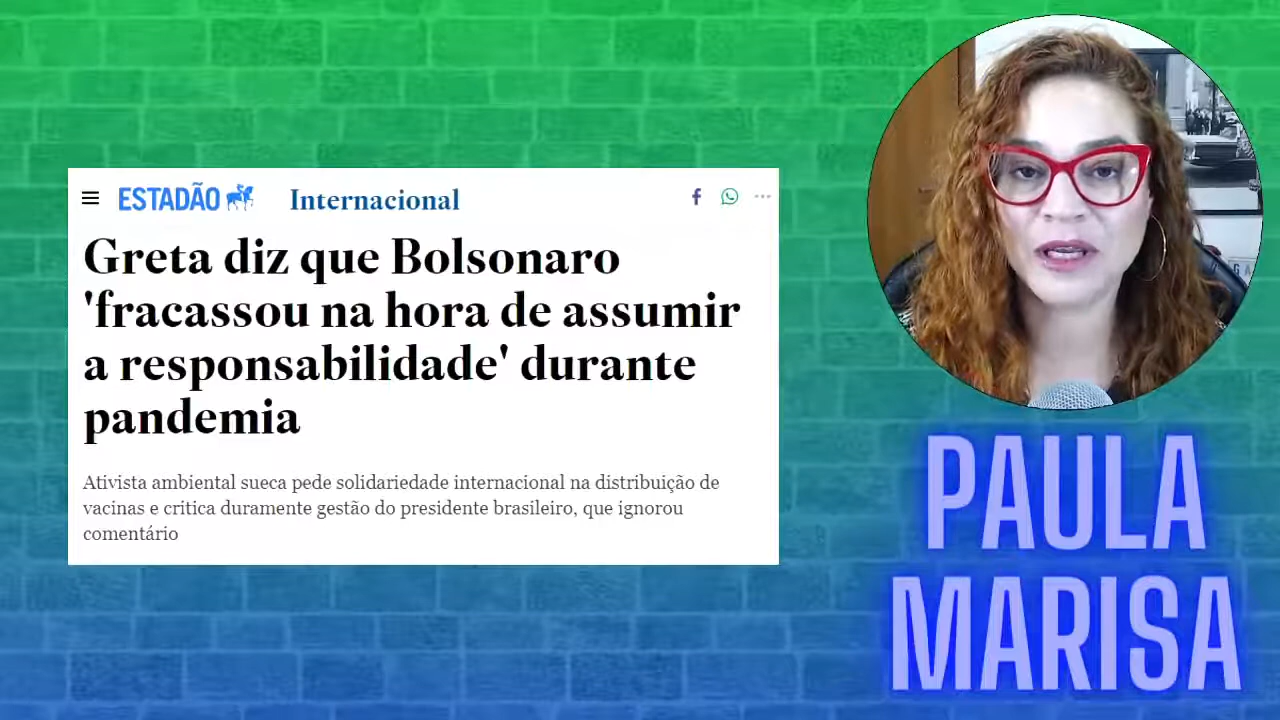 ESTADÃO
Internacional
Greta diz que Bolsonaro
'fracassou na hora de assumir
a responsabilidade' durante
pandemia
Ativista ambiental sueca pede solidariedade internacional na distribuição de
vacinas e critica duramente gestão do presidente brasileiro, que ignorou
comentário
PAULA
MARISA